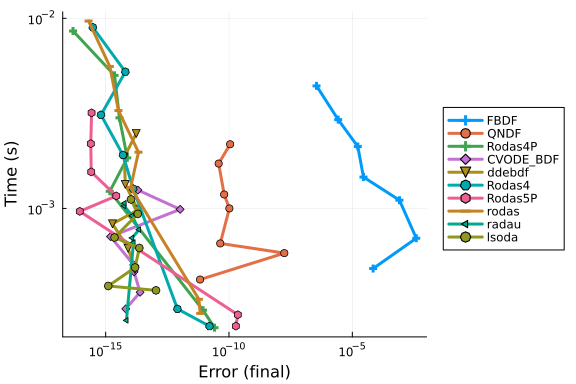 10⁻²
10⁻³
Time (s)
10⁻¹⁵
10⁻¹⁰
10⁻⁵
Error (final)
FBDF
QNDF
Rodas4P
CVODE_BDF
ddebdf
Rodas4
Rodas5P
rodas
radau
lsoda